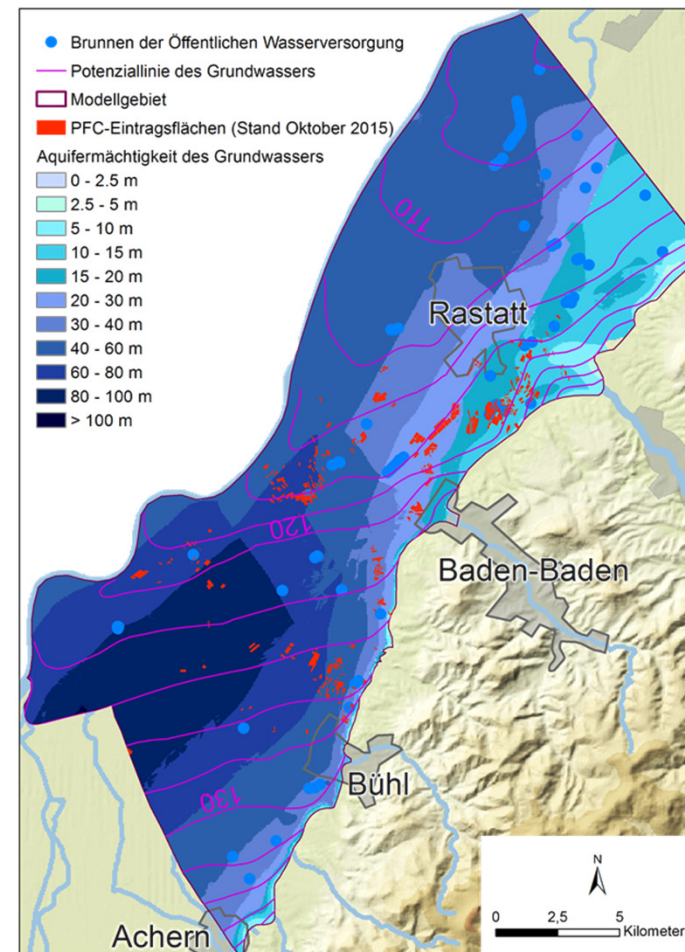 Brunnen der Öffentlichen Wasserversorgung
Potenziallinie des Grundwassers
Modellgebiet
PFC-Eintragsflächen (Stand Oktober 2015)
Aquifermächtigkeit des Grundwassers
0 - 2.5 m
2.5 - 5 m
5 - 10 m
10 - 15 m
15 - 20 m
20 - 30 m
30 - 40 m
40 - 60 m
60 - 80 m
80 - 100 m
> 100 m
110
Rastatt
120
Baden-Baden
130
Bühl
Achern
N
0 2,5 5
Kilometer